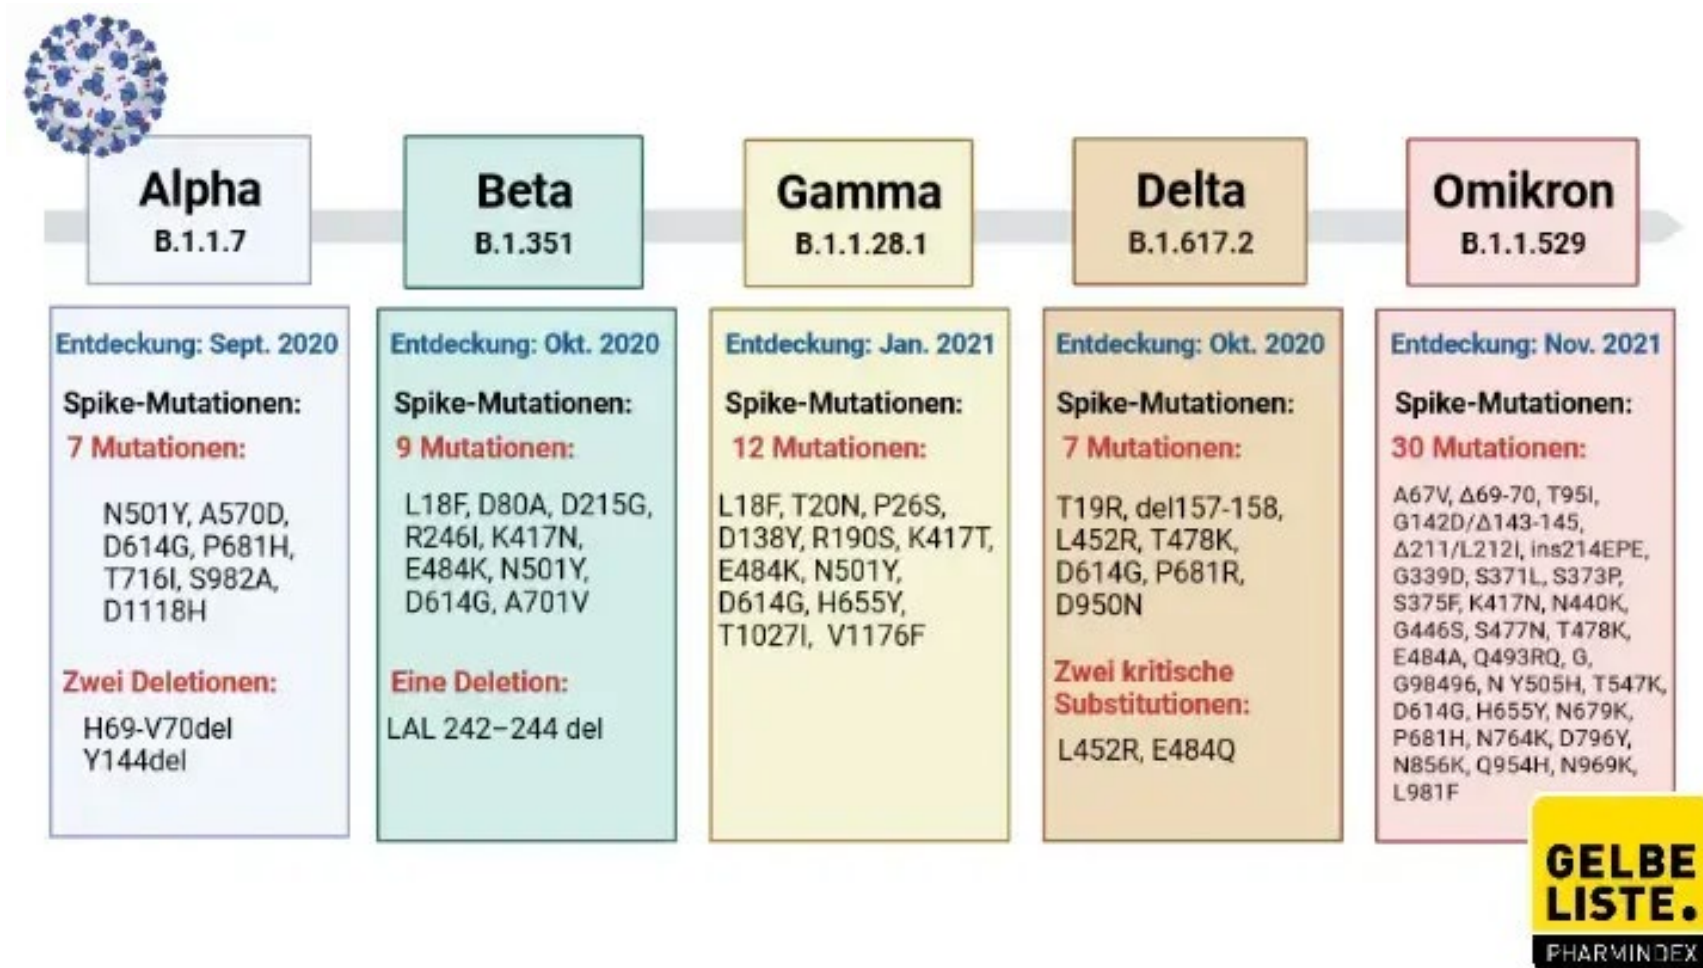 Alpha
B.1.1.7
Entdeckung: Sept. 2020
Spike-Mutationen:
7 Mutationen:
N501Y, A570D,
D614G, P681H,
T716I, S982A,
D1118H
Zwei Deletionen:
H69-V70del
Y144del
Beta
B.1.351
Entdeckung: Okt. 2020
Spike-Mutationen:
9 Mutationen:
L18F, D80A, D215G,
R246I, K417N,
E484K, N501Y,
D614G, A701V
Eine Deletion:
LAL 242–244 del
Gamma
B.1.1.28.1
Entdeckung: Jan. 2021
Spike-Mutationen:
12 Mutationen:
L18F, T20N, P26S,
D138Y, R190S, K417T,
E484K, N501Y,
D614G, H655Y,
T1027I, V1176F
Delta
B.1.617.2
Entdeckung: Okt. 2020
Spike-Mutationen:
7 Mutationen:
T19R, del157-158,
L452R, T478K,
D614G, P681R,
D950N
Zwei kritische
Substitutionen:
L452R, E484Q
Omikron
B.1.1.529
Entdeckung: Nov. 2021
Spike-Mutationen:
30 Mutationen:
A67V, Δ69-70, T95I,
G142D/Δ143-145,
Δ211/L212I, ins214EPE,
G339D, S371L, S373P,
S375F, K417N, N440K,
G446S, S477N, T478K,
E484A, Q493RQ, G,
G98496, N Y505H, T547K,
D614G, H655Y, N679K,
P681H, N764K, D796Y,
N856K, Q954H, N969K,
L981F
GELBE
LISTE.
PHARMINDEX